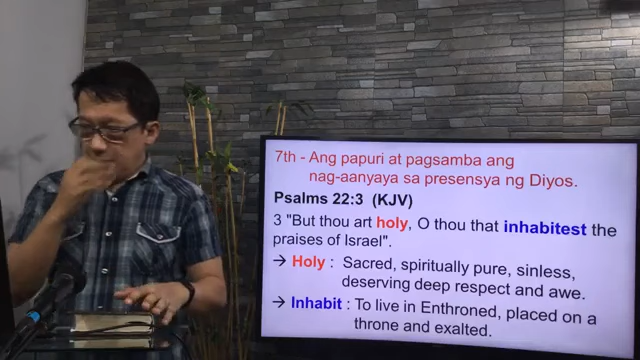 7th - Ang papuri at pagsamba ang
nag-aanyaya sa presensya ng Diyos.
Psalms 22:3 (KJV)
3 "But thou art holy, O thou that inhabitest the
praises of Israel".
→ Holy : Sacred, spiritually pure, sinless,
deserving deep respect and awe.
→ Inhabit : To live in Enthroned, placed on a
throne and exalted.